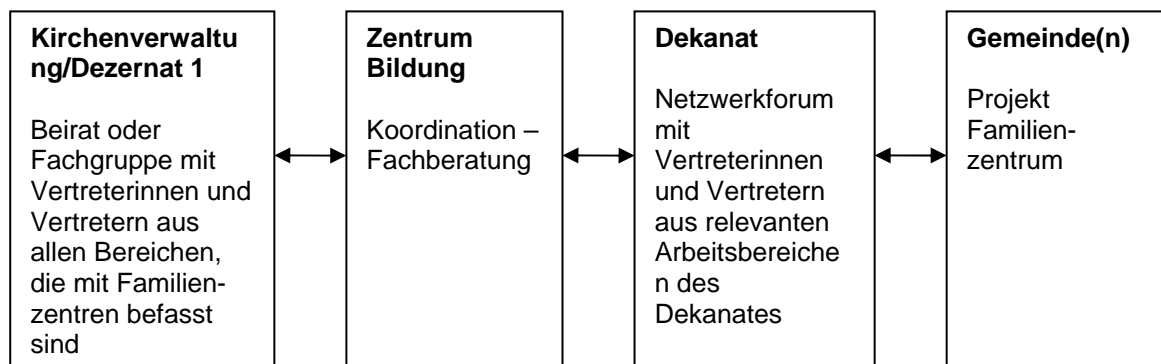 Kirchenverwaltu
ng/Dezernat 1
Beirat oder
Fachgruppe mit
Vertreterinnen und
Vertretern aus
allen Bereichen,
die mit Familien-
zentren befasst
sind
Zentrum
Bildung
Koordination –
Fachberatung
Dekanat
Netzwerkforum
mit
Vertreterinnen
und Vertretern
aus relevanten
Arbeitsbereiche
n des
Dekanates
Gemeinde(n)
Projekt
Familien-
zentrum